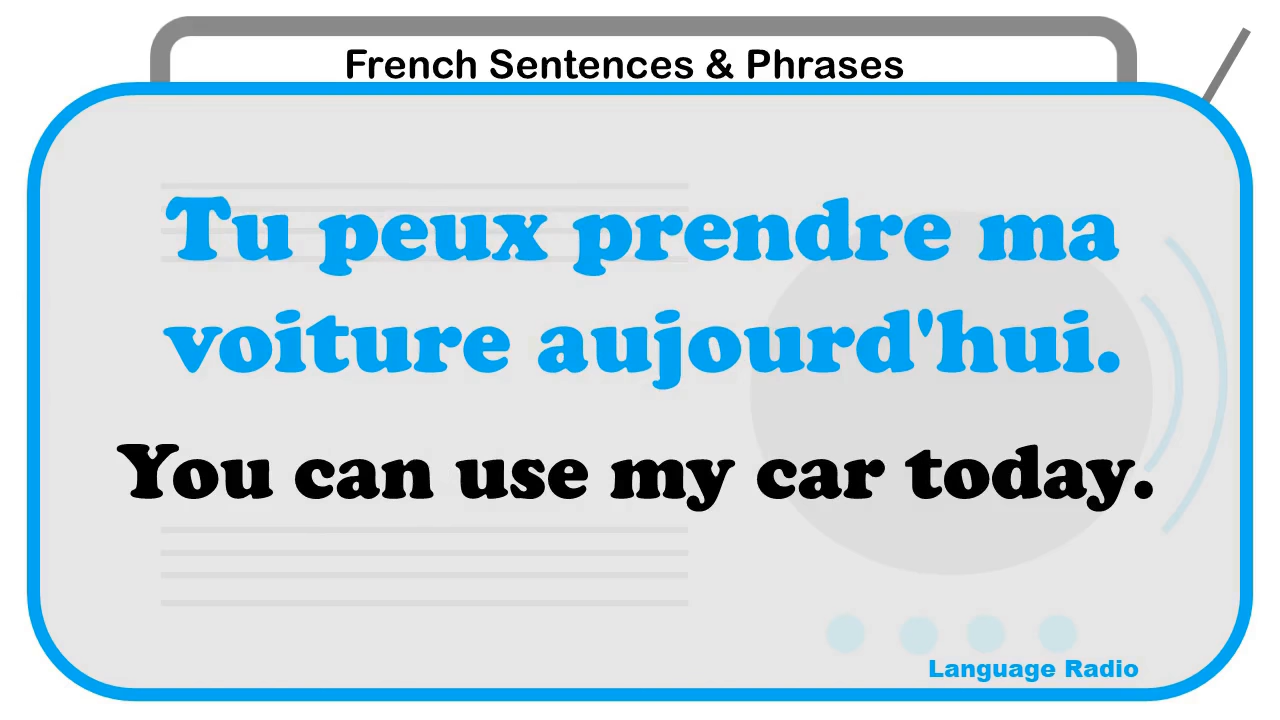 French Sentences & Phrases
Tu peux prendre ma
voiture aujourd'hui.
You can use my car today.
Language Radio